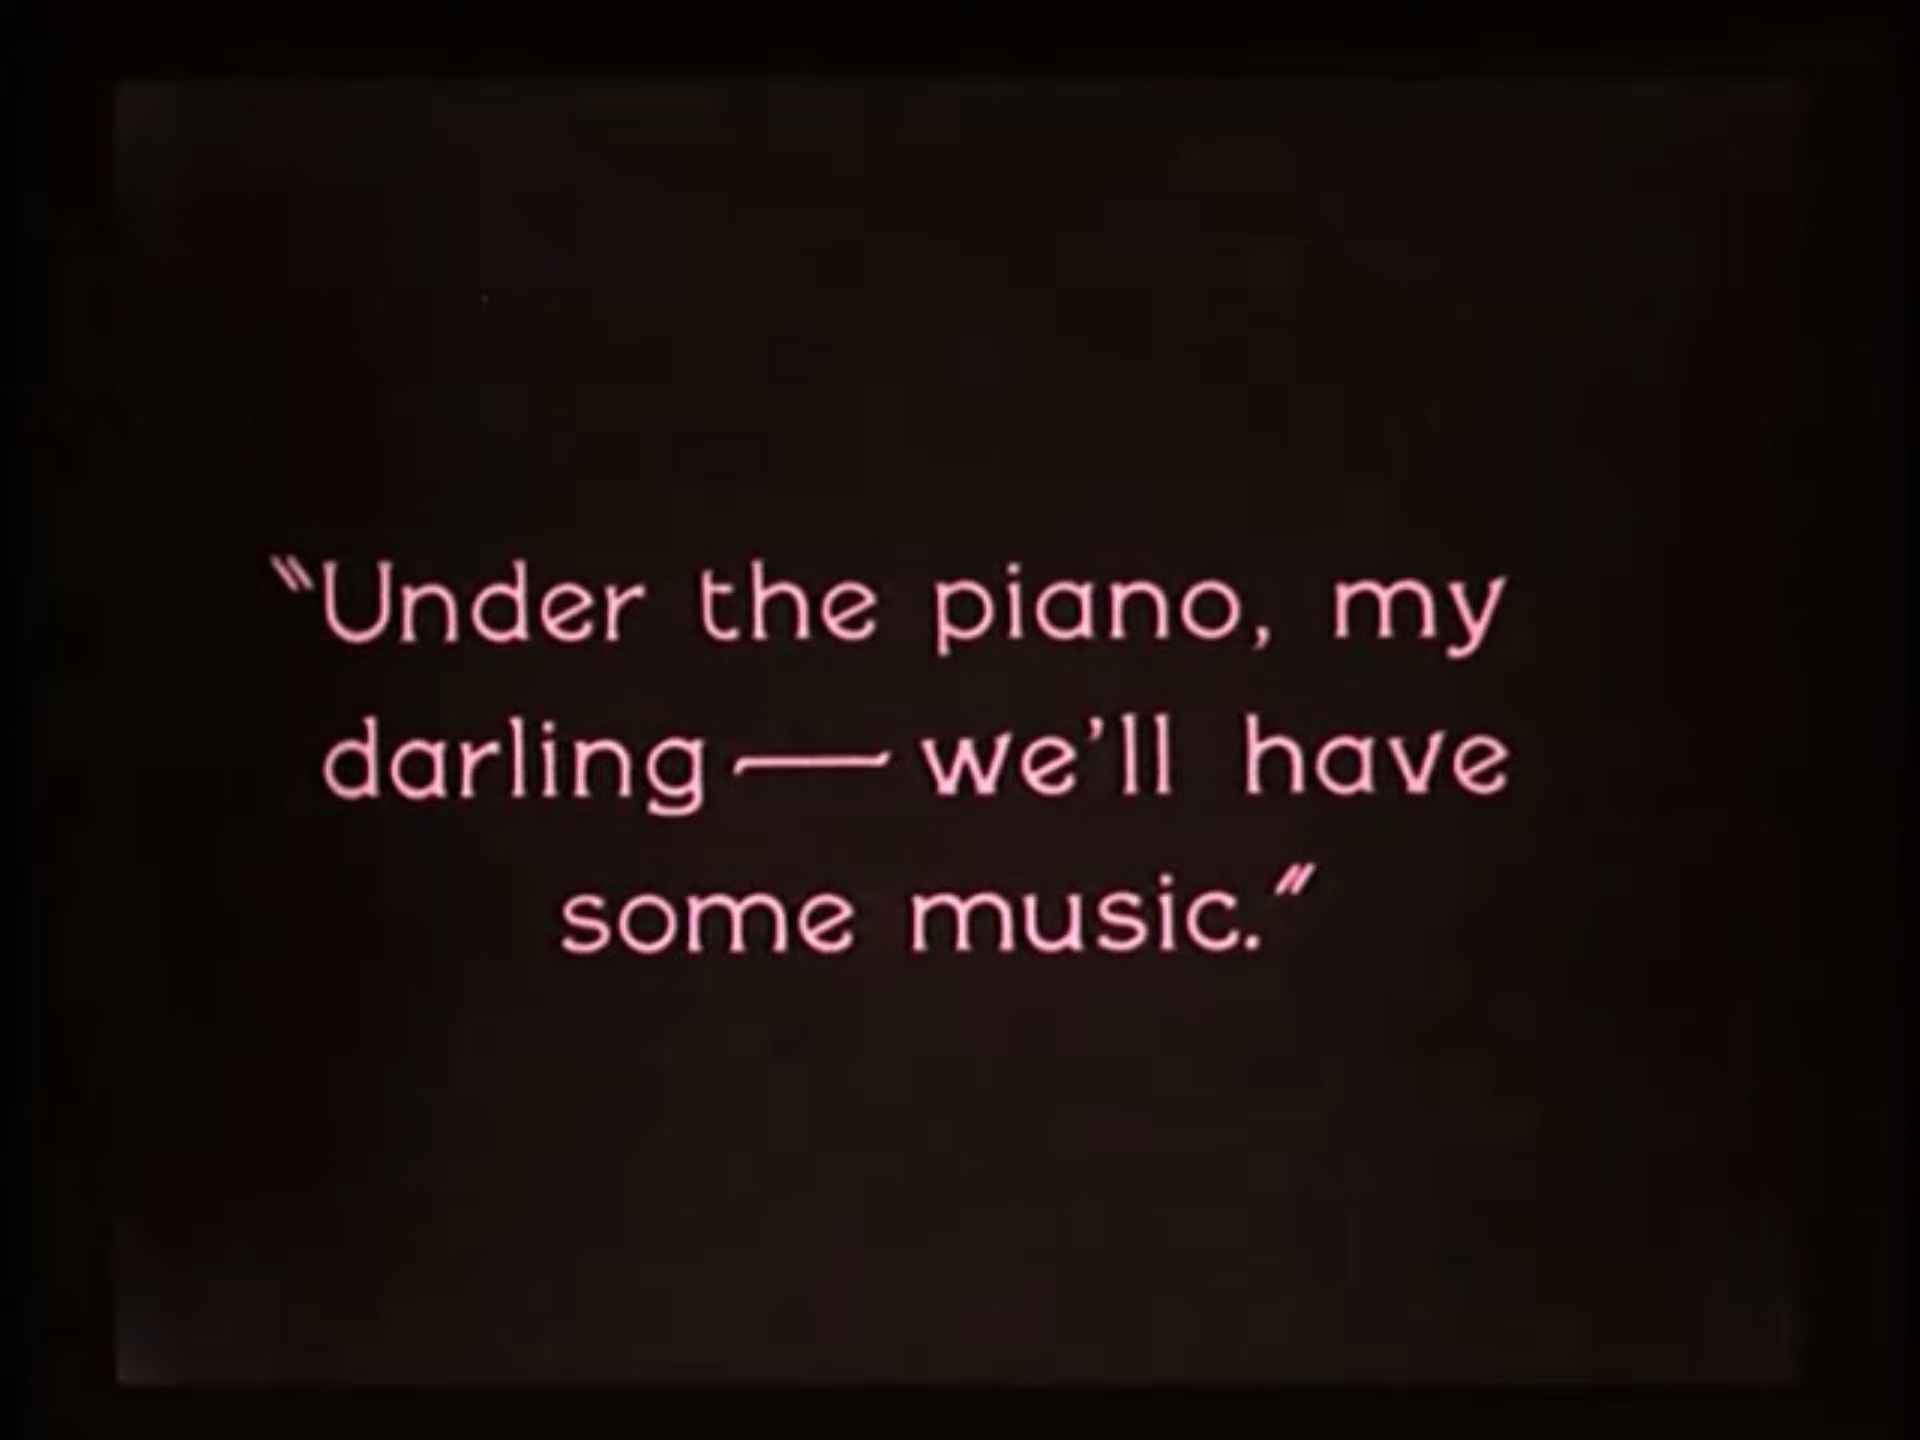 "Under the piano, my
darling — we'll have
some music."